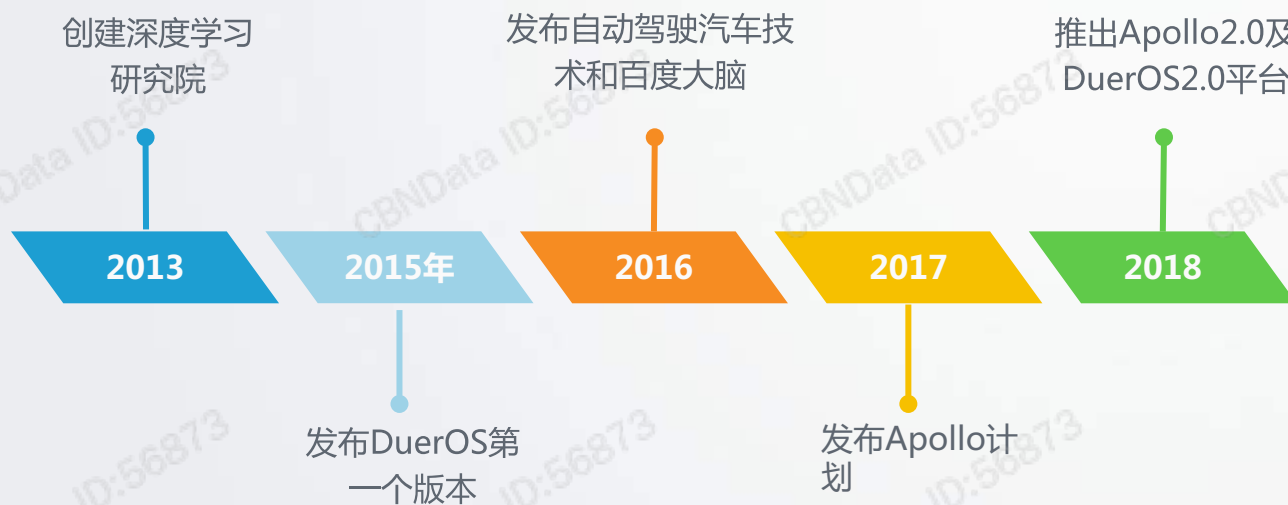 创建深度学习
研究院
发布自动驾驶汽车技
术和百度大脑
推出Apollo2.0及
DuerOS2.0平台
2013
2015年
2016
2017
2018
发布DuerOS第
一个版本
发布Apollo计
划
CBNData ID:56873